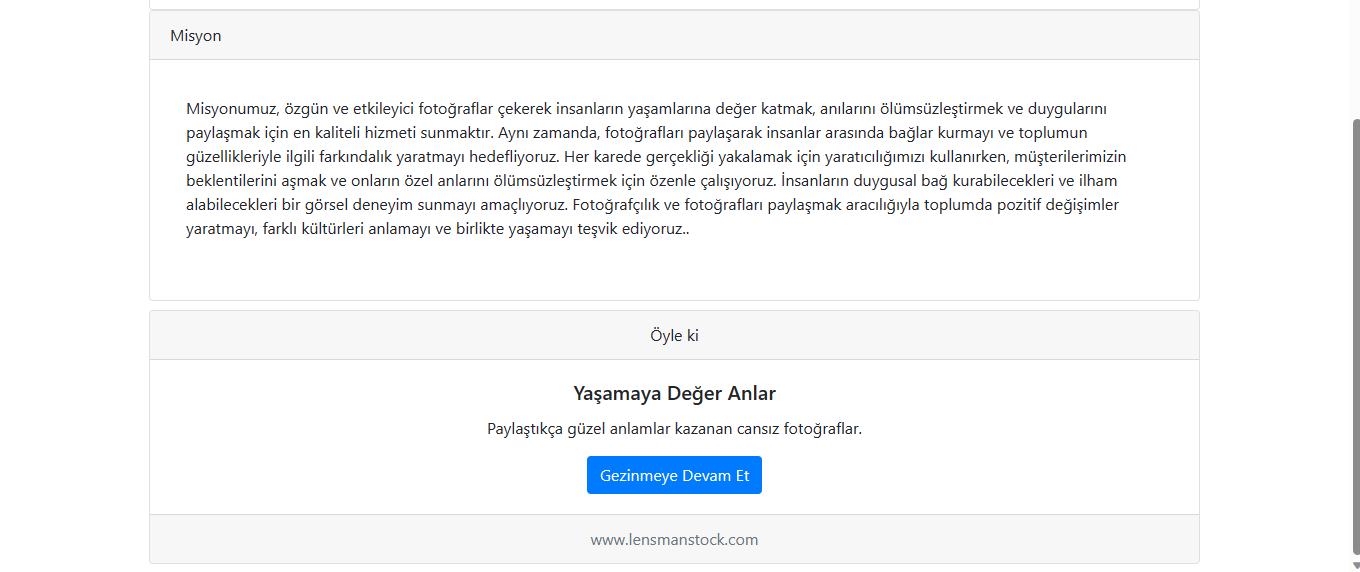 Misyon
Misyonumuz, özgün ve etkileyici fotoğraflar çekerek insanların yaşamlarına değer katmak, anılarını ölümsüzleştirmek ve duygularını
paylaşmak için en kaliteli hizmeti sunmaktır. Aynı zamanda, fotoğrafları paylaşarak insanlar arasında bağlar kurmayı ve toplumun
güzellikleriyle ilgili farkındalık yaratmayı hedefliyoruz. Her karede gerçekliği yakalamak için yaratıcılığımızı kullanırken, müşterilerimizin
beklentilerini aşmak ve onların özel anlarını ölümsüzleştirmek için özenle çalışıyoruz. İnsanların duygusal bağ kurabilecekleri ve ilham
alabilecekleri bir görsel deneyim sunmayı amaçlıyoruz. Fotoğrafçılık ve fotoğrafları paylaşmak aracılığıyla toplumda pozitif değişimler
yaratmayı, farklı kültürleri anlamayı ve birlikte yaşamayı teşvik ediyoruz..
Öyle ki
Yaşamaya Değer Anlar
Paylaştıkça güzel anlamlar kazanan cansız fotoğraflar.
Gezinmeye Devam Et
www.lensmanstock.com